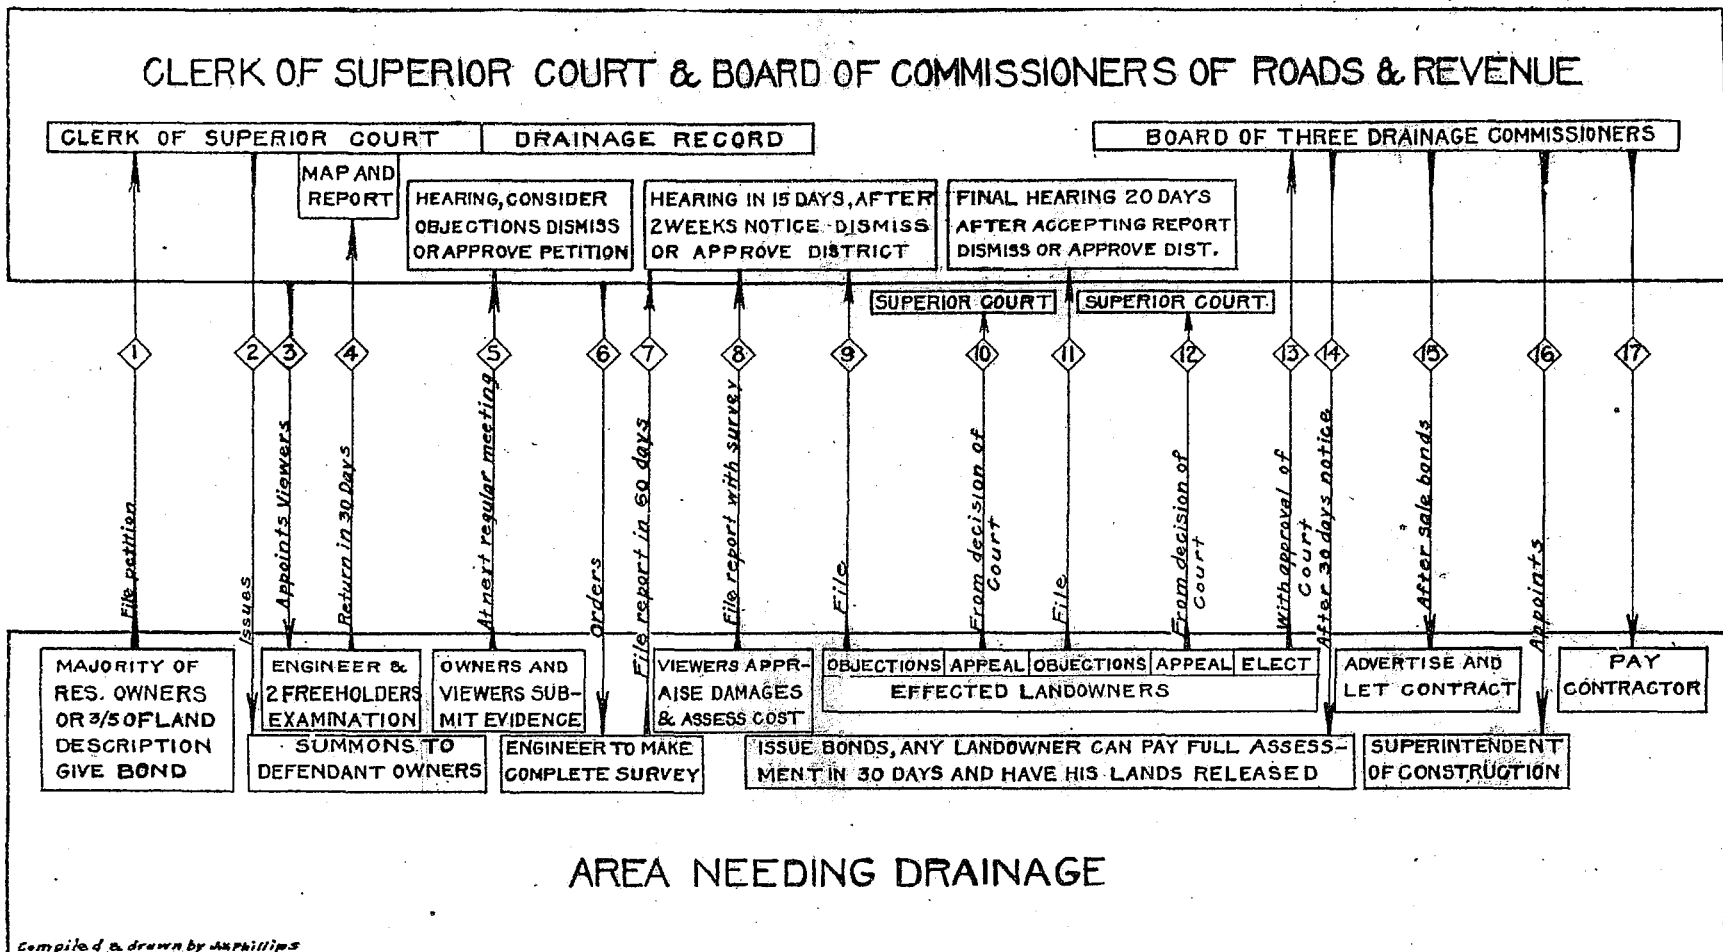 CLERK OF SUPERIOR COURT & BOARD OF COMMISSIONERS OF ROADS & REVENUE
CLERK OF SUPERIOR COURT
DRAINAGE RECORD
BOARD OF THREE DRAINAGE COMMISSIONERS
MAP AND
REPORT
HEARING, CONSIDER
OBJECTIONS DISMISS
OR APPROVE PETITION
HEARING IN 15 DAYS, AFTER
2 WEEKS NOTICE DISMISS
OR APPROVE DISTRICT
FINAL HEARING 20 DAYS
AFTER ACCEPTING REPORT
DISMISS OR APPROVE DIST.
SUPERIOR COURT
SUPERIOR COURT
1
2
3
4
5
6
7
8
9
10
11
12
13
14
15
16
17
File petition
Issues
Appoints Viewers
Return in 30 Days
At next regular meeting
Orders
File report in 60 days
File report with survey
File
From decision of
Court
File
From decision of
Court
With approval of
Court
After 30 days notice
After sale bonds
Appoints
MAJORITY OF
RES. OWNERS
OR 3/5 OF LAND
DESCRIPTION
GIVE BOND
ENGINEER &
2 FREEHOLDERS
EXAMINATION
SUMMONS TO
DEFENDANT OWNERS
OWNERS AND
VIEWERS SUB-
MIT EVIDENCE
ENGINEER TO MAKE
COMPLETE SURVEY
VIEWERS APPR-
AISE DAMAGES
& ASSESS COST
OBJECTIONS
APPEAL
OBJECTIONS
APPEAL
ELECT
EFFECTED LANDOWNERS
ISSUE BONDS, ANY LANDOWNER CAN PAY FULL ASSESS-
MENT IN 30 DAYS AND HAVE HIS LANDS RELEASED
ADVERTISE AND
LET CONTRACT
SUPERINTENDENT
OF CONSTRUCTION
PAY
CONTRACTOR
AREA NEEDING DRAINAGE
Compiled & drawn by Phillips